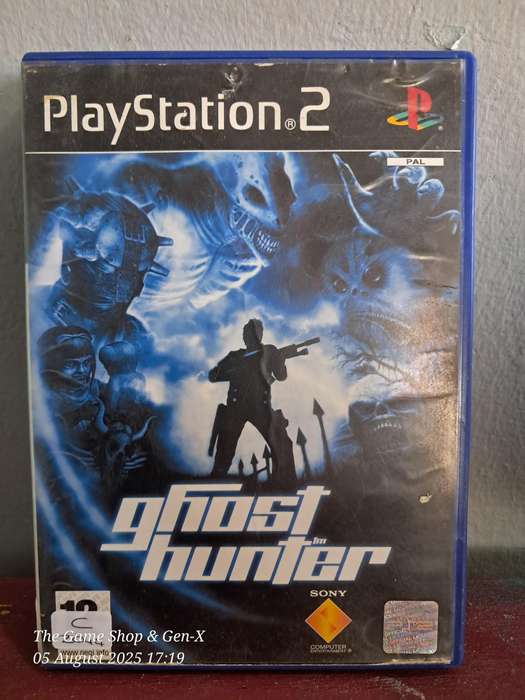 PlayStation®2
PAL
ghost
hunter
TM
SONY
COMPUTER
ENTERTAINMENT®
C
www.pegi.info
The Game Shop & Gen-X
05 August 2025 17:19